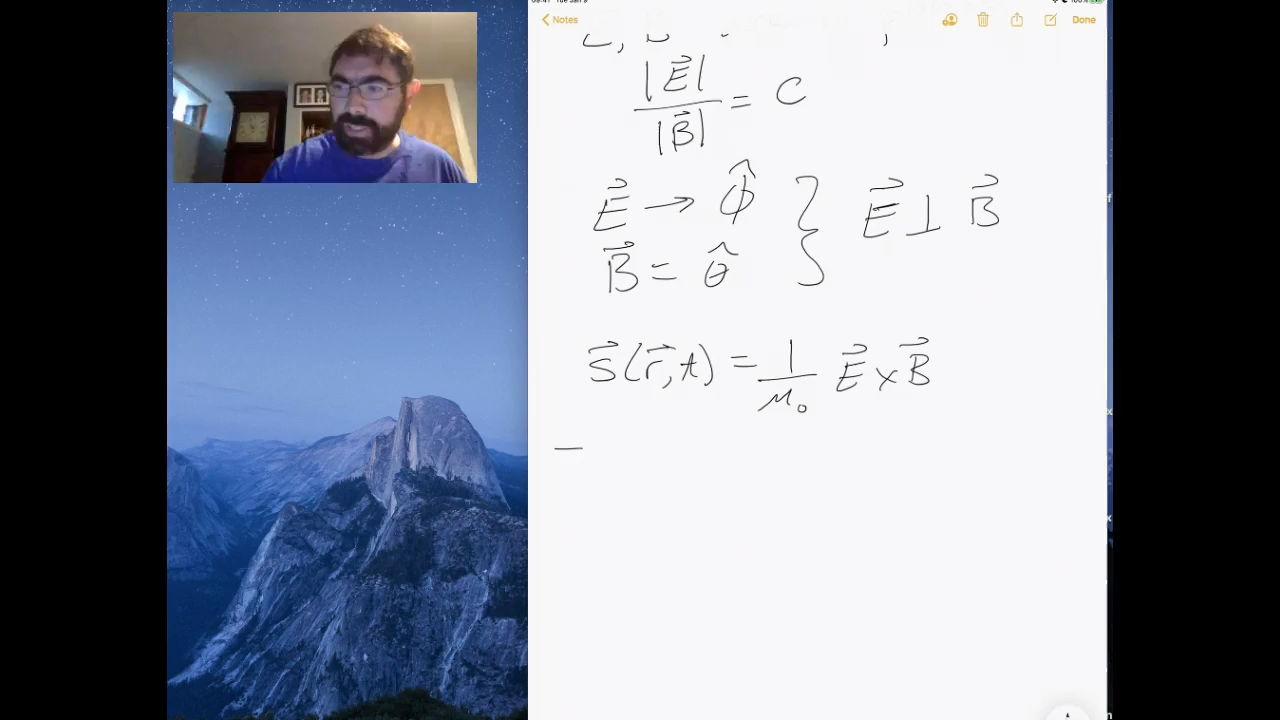 Notes Done
|E⃗| / |B⃗| = C
E⃗ → ϕ̂ } E⃗ ⊥ B⃗
B⃗ = θ̂
S⃗(r⃗,t) = 1/μ₀ E⃗ × B⃗
—